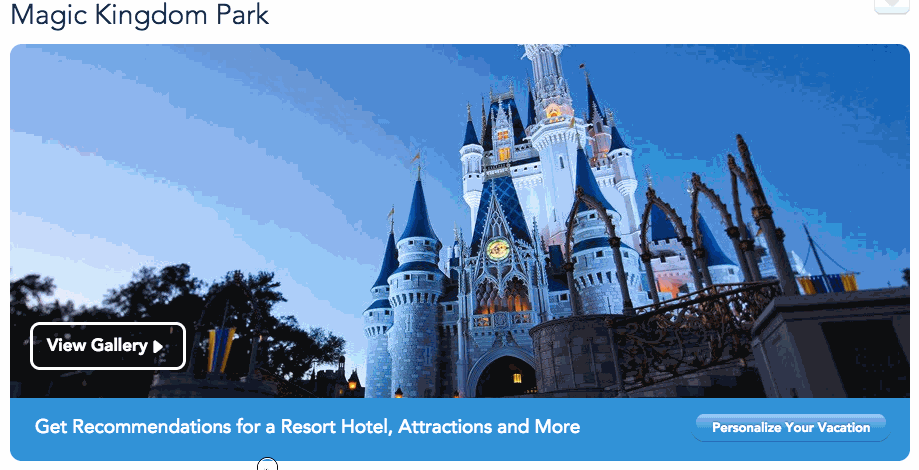 Magic Kingdom Park
View Gallery
Get Recommendations for a Resort Hotel, Attractions and More
Personalize Your Vacation